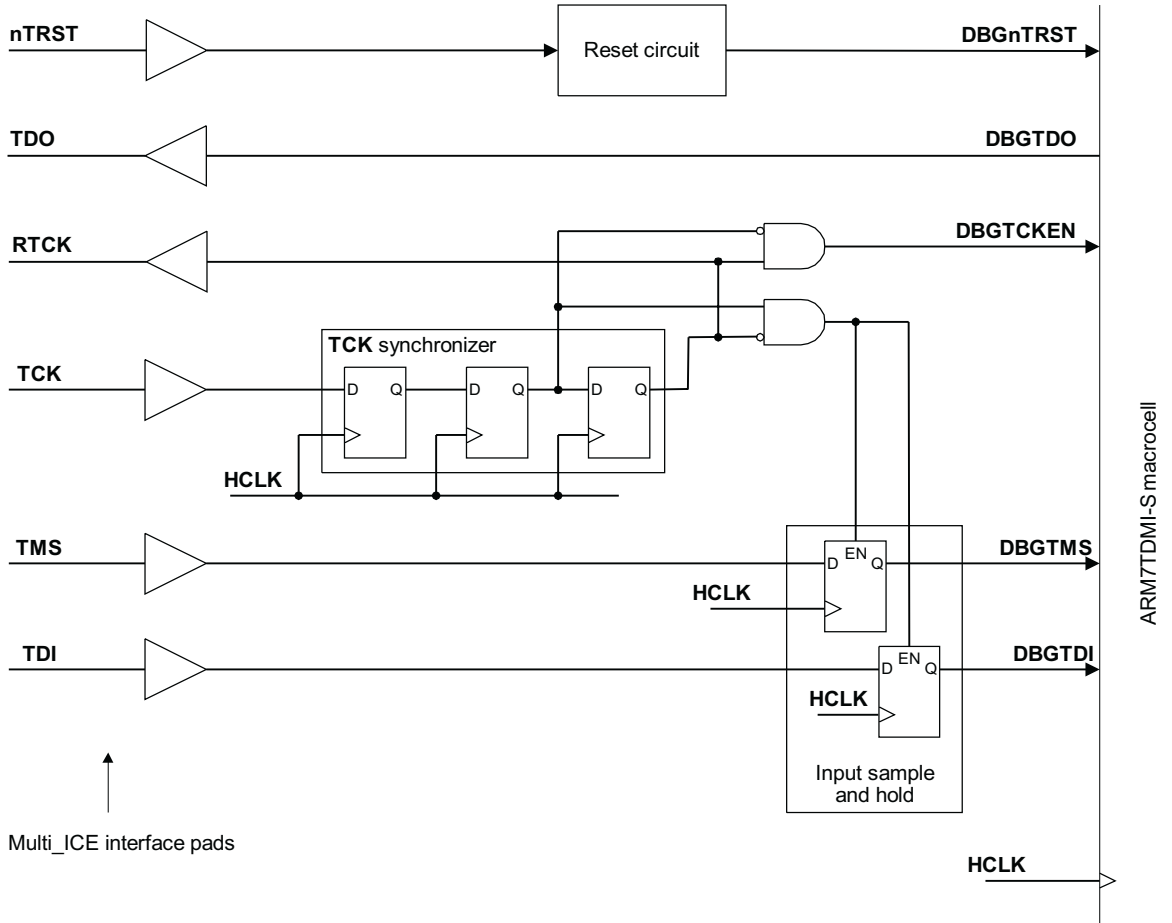 nTRST
Reset circuit
DBGnTRST
TDO
DBGTDO
RTCK
DBGTCKEN
TCK synchronizer
TCK
D Q
D Q
D Q
HCLK
TMS
D EN Q
DBGTMS
HCLK
TDI
D EN Q
DBGTDI
HCLK
Input sample
and hold
Multi_ICE interface pads
HCLK
ARM7TDMI-S macrocell